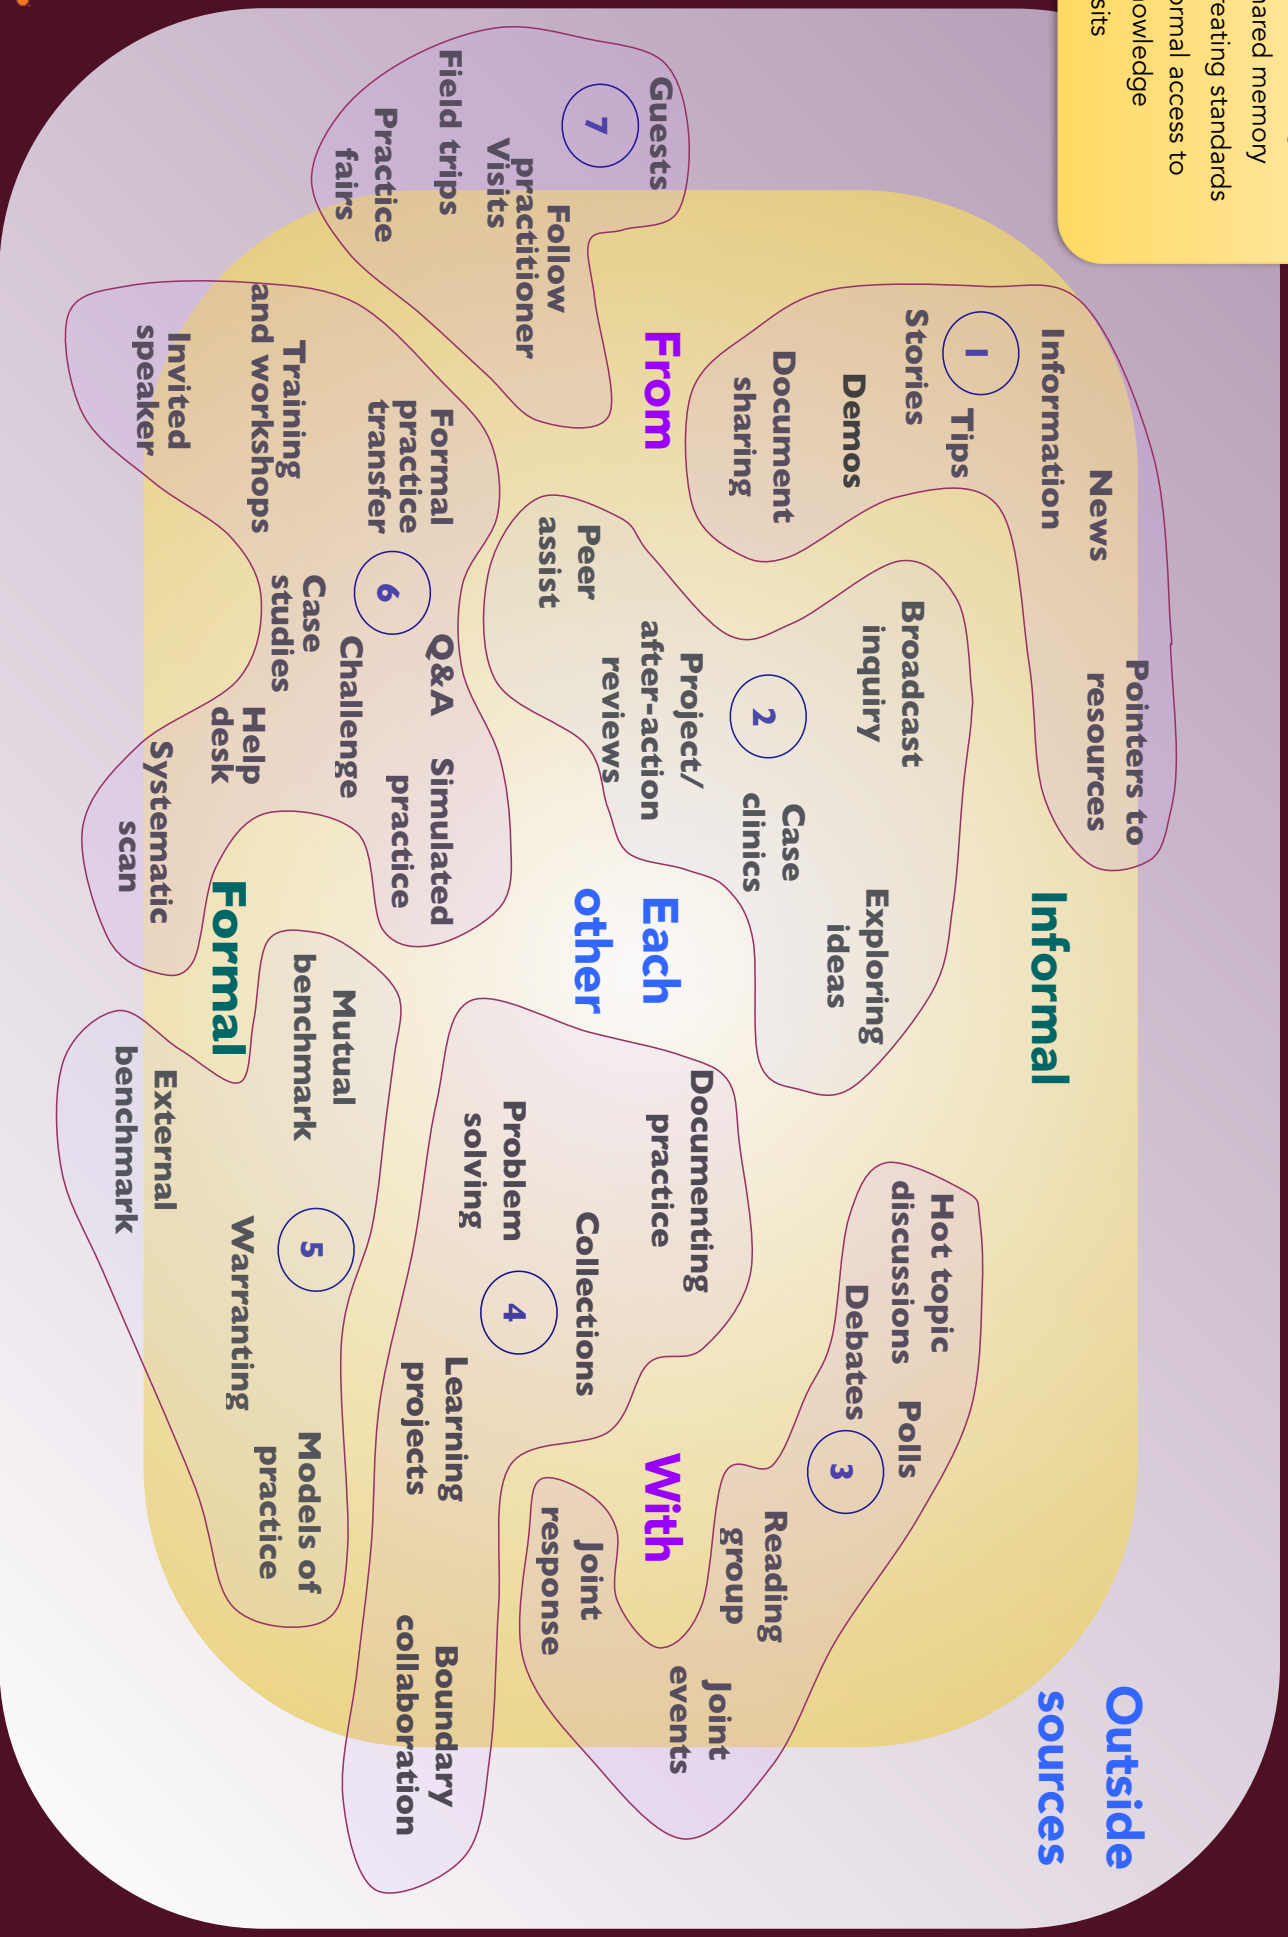 hared memory
reating standards
ormal access to
nowledge
sits
Outside
sources
Informal
Pointers to
resources
News
Information
1
Tips
Stories
Demos
Document
sharing
Broadcast
inquiry
Exploring
ideas
2
Case
clinics
Project/
after-action
reviews
Peer
assist
Hot topic
discussions
Polls
Debates
3
Reading
group
Joint
events
Joint
response
From
Each
other
With
Guests
7
Follow
practitioner
Visits
Field trips
Practice
fairs
Documenting
practice
Collections
4
Problem
solving
Learning
projects
Boundary
collaboration
Formal
practice
transfer
6
Q&A
Simulated
practice
Challenge
Case
studies
Training
and workshops
Help
desk
Invited
speaker
Systematic
scan
Formal
Mutual
benchmark
5
Models of
practice
Warranting
External
benchmark